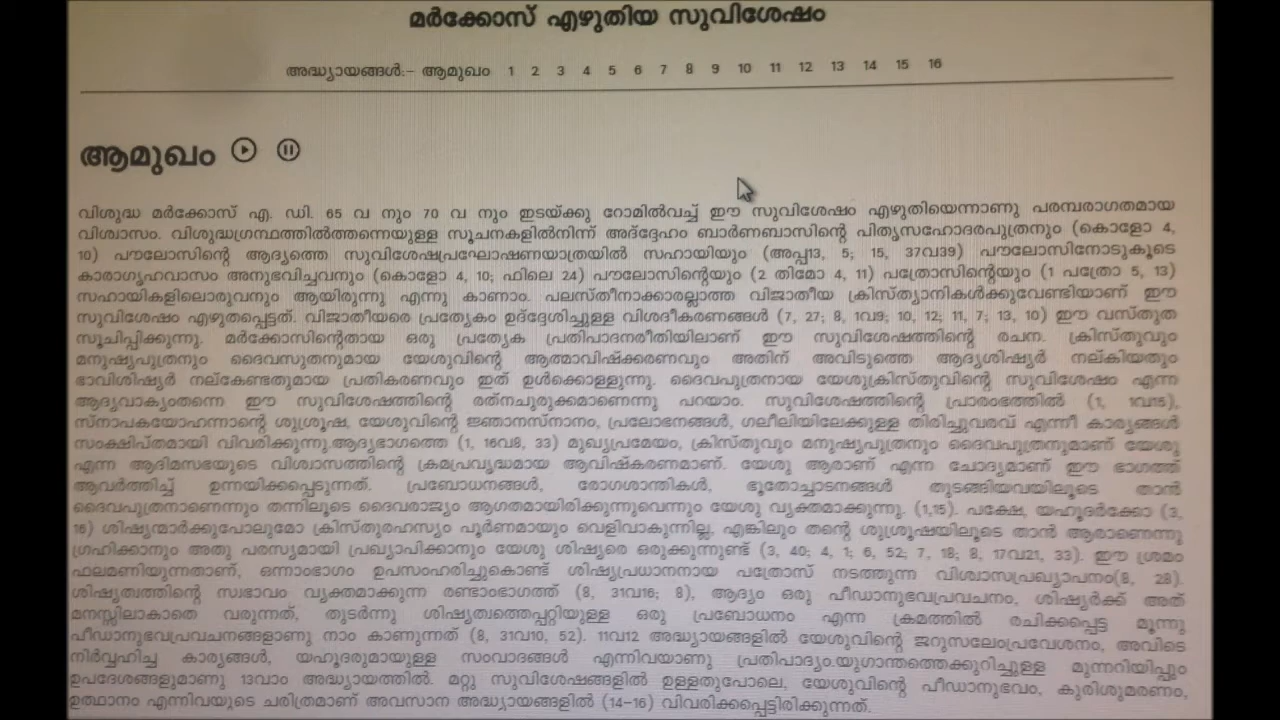 മർക്കോസ് എഴുതിയ സുവിശേഷം
അദ്ധ്യായങ്ങൾ:- ആമുഖം 1 2 3 4 5 6 7 8 9 10 11 12 13 14 15 16
ആമുഖം
വിശുദ്ധ മർക്കോസ് എ. ഡി. 65 വ നും 70 വ നും ഇടയ്ക്കു റോമിൽവച്ച് ഈ സുവിശേഷം എഴുതിയെന്നാണു പരമ്പരാഗതമായ
വിശ്വാസം. വിശുദ്ധഗ്രന്ഥത്തിൽത്തന്നെയുള്ള സൂചനകളിൽനിന്ന് അദ്ദേഹം ബാർണബാസിന്റെ പിതൃസഹോദരപുത്രനും (കൊളോ 4,
10) പൗലോസിന്റെ ആദ്യത്തെ സുവിശേഷപ്രഘോഷണയാത്രയിൽ സഹായിയും (അപ്പ13, 5; 15, 37വ39) പൗലോസിനോടുകൂടെ
കാരാഗൃഹവാസം അനുഭവിച്ചവനും (കൊളോ 4, 10; ഫിലെ 24) പൗലോസിന്റെയും (2 തിമോ 4, 11) പത്രോസിന്റെയും (1 പത്രോ 5, 13)
സഹായികളിലൊരുവനും ആയിരുന്നു എന്നു കാണാം. പലസ്തീനാക്കാരല്ലാത്ത വിജാതീയ ക്രിസ്ത്യാനികൾക്കുവേണ്ടിയാണ് ഈ
സുവിശേഷം എഴുതപ്പെട്ടത്. വിജാതീയരെ പ്രത്യേകം ഉദ്ദേശിച്ചുള്ള വിശദീകരണങ്ങൾ (7, 27; 8, 1വ9; 10, 12; 11, 7; 13, 10) ഈ വസ്തുത
സൂചിപ്പിക്കുന്നു. മർക്കോസിന്റെതായ ഒരു പ്രത്യേക പ്രതിപാദനരീതിയിലാണ് ഈ സുവിശേഷത്തിന്റെ രചന. ക്രിസ്തുവും
മനുഷ്യപുത്രനും ദൈവസുതനുമായ യേശുവിന്റെ ആത്മാവിഷ്ക്കരണവും അതിന് അവിടുത്തെ ആദ്യശിഷ്യർ നല്കിയതും
ഭാവിശിഷ്യർ നല്കേണ്ടതുമായ പ്രതികരണവും ഇത് ഉൾക്കൊള്ളുന്നു. ദൈവപുത്രനായ യേശുക്രിസ്തുവിന്റെ സുവിശേഷം എന്ന
ആദ്യവാക്യംതന്നെ ഈ സുവിശേഷത്തിന്റെ രത്നചുരുക്കമാണെന്നു പറയാം. സുവിശേഷത്തിന്റെ പ്രാരംഭത്തിൽ (1, 1വ15),
സ്നാപകയോഹന്നാന്റെ ശുശ്രൂഷ, യേശുവിന്റെ ജ്ഞാനസ്നാനം, പ്രലോഭനങ്ങൾ, ഗലീലിയിലേക്കുള്ള തിരിച്ചുവരവ് എന്നീ കാര്യങ്ങൾ
സംക്ഷിപ്തമായി വിവരിക്കുന്നു.ആദ്യഭാഗത്തെ (1, 16വ8, 33) മുഖ്യപ്രമേയം, ക്രിസ്തുവും മനുഷ്യപുത്രനും ദൈവപുത്രനുമാണ് യേശു
എന്ന ആദിമസഭയുടെ വിശ്വാസത്തിന്റെ ക്രമപ്രവൃദ്ധമായ ആവിഷ്കരണമാണ്. യേശു ആരാണ് എന്ന ചോദ്യമാണ് ഈ ഭാഗത്ത്
ആവർത്തിച്ച് ഉന്നയിക്കപ്പെടുന്നത്. പ്രബോധനങ്ങൾ, രോഗശാന്തികൾ, ഭൂതോച്ചാടനങ്ങൾ തുടങ്ങിയവയിലൂടെ താൻ
ദൈവപുത്രനാണെന്നും തന്നിലൂടെ ദൈവരാജ്യം ആഗതമായിരിക്കുന്നുവെന്നും യേശു വ്യക്തമാക്കുന്നു. (1,15). പക്ഷേ, യഹൂദർക്കോ (3,
16) ശിഷ്യന്മാർക്കുപോലുമോ ക്രിസ്തുരഹസ്യം പൂർണമായും വെളിവാകുന്നില്ല, എങ്കിലും തന്റെ ശുശ്രൂഷയിലൂടെ താൻ ആരാണെന്നു
ഗ്രഹിക്കാനും അതു പരസ്യമായി പ്രഖ്യാപിക്കാനും യേശു ശിഷ്യരെ ഒരുക്കുന്നുണ്ട് (3, 40; 4, 1; 6, 52; 7, 18; 8, 17വ21, 33). ഈ ശ്രമം
ഫലമണിയുന്നതാണ്, ഒന്നാംഭാഗം ഉപസംഹരിച്ചുകൊണ്ട് ശിഷ്യപ്രധാനനായ പത്രോസ് നടത്തുന്ന വിശ്വാസപ്രഖ്യാപനം(8, 28).
ശിഷ്യത്വത്തിന്റെ സ്വഭാവം വ്യക്തമാക്കുന്ന രണ്ടാംഭാഗത്ത് (8, 31വ16; 8), ആദ്യം ഒരു പീഡാനുഭവപ്രവചനം, ശിഷ്യർക്ക് അത്
മനസ്സിലാകാതെ വരുന്നത്, തുടർന്നു ശിഷ്യത്വത്തെപ്പറ്റിയുള്ള ഒരു പ്രബോധനം എന്ന ക്രമത്തിൽ രചിക്കപ്പെട്ട മൂന്നു
പീഡാനുഭവപ്രവചനങ്ങളാണു നാം കാണുന്നത് (8, 31വ10, 52). 11വ12 അദ്ധ്യായങ്ങളിൽ യേശുവിന്റെ ജറുസലേംപ്രവേശനം, അവിടെ
നിർവ്വഹിച്ച കാര്യങ്ങൾ, യഹൂദരുമായുള്ള സംവാദങ്ങൾ എന്നിവയാണു പ്രതിപാദ്യം.യുഗാന്തത്തെക്കുറിച്ചുള്ള മുന്നറിയിപ്പും
ഉപദേശങ്ങളുമാണു 13വാം അദ്ധ്യായത്തിൽ. മറ്റു സുവിശേഷങ്ങളിൽ ഉള്ളതുപോലെ, യേശുവിന്റെ പീഡാനുഭവം, കുരിശുമരണം,
ഉത്ഥാനം എന്നിവയുടെ ചരിത്രമാണ് അവസാന അദ്ധ്യായങ്ങളിൽ (14-16) വിവരിക്കപ്പെട്ടിരിക്കുന്നത്.